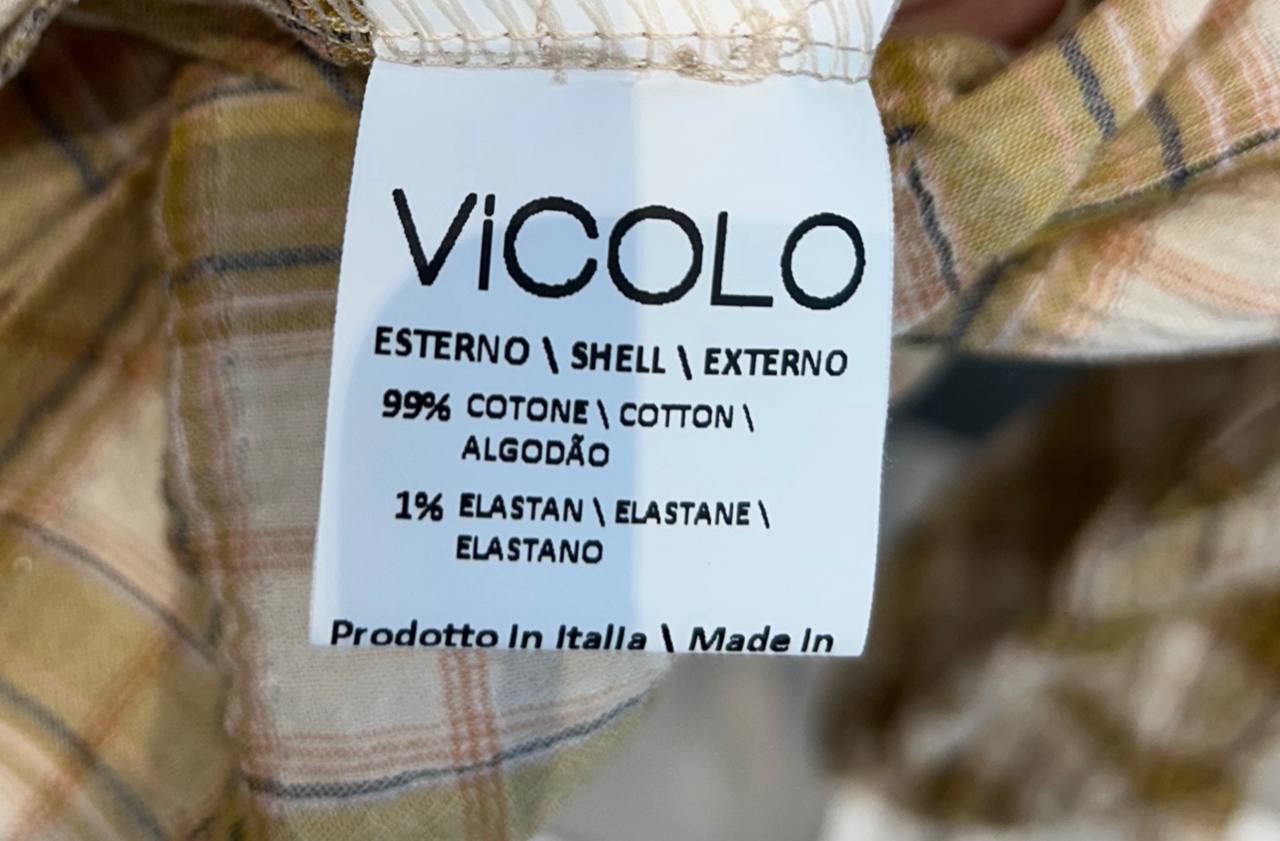 ViCOLO
ESTERNO \ SHELL \ EXTERNO
99% COTONE \ COTTON \
ALGODÃO
1% ELASTAN \ ELASTANE \
ELASTANO
Prodotto In Italia \ Made In